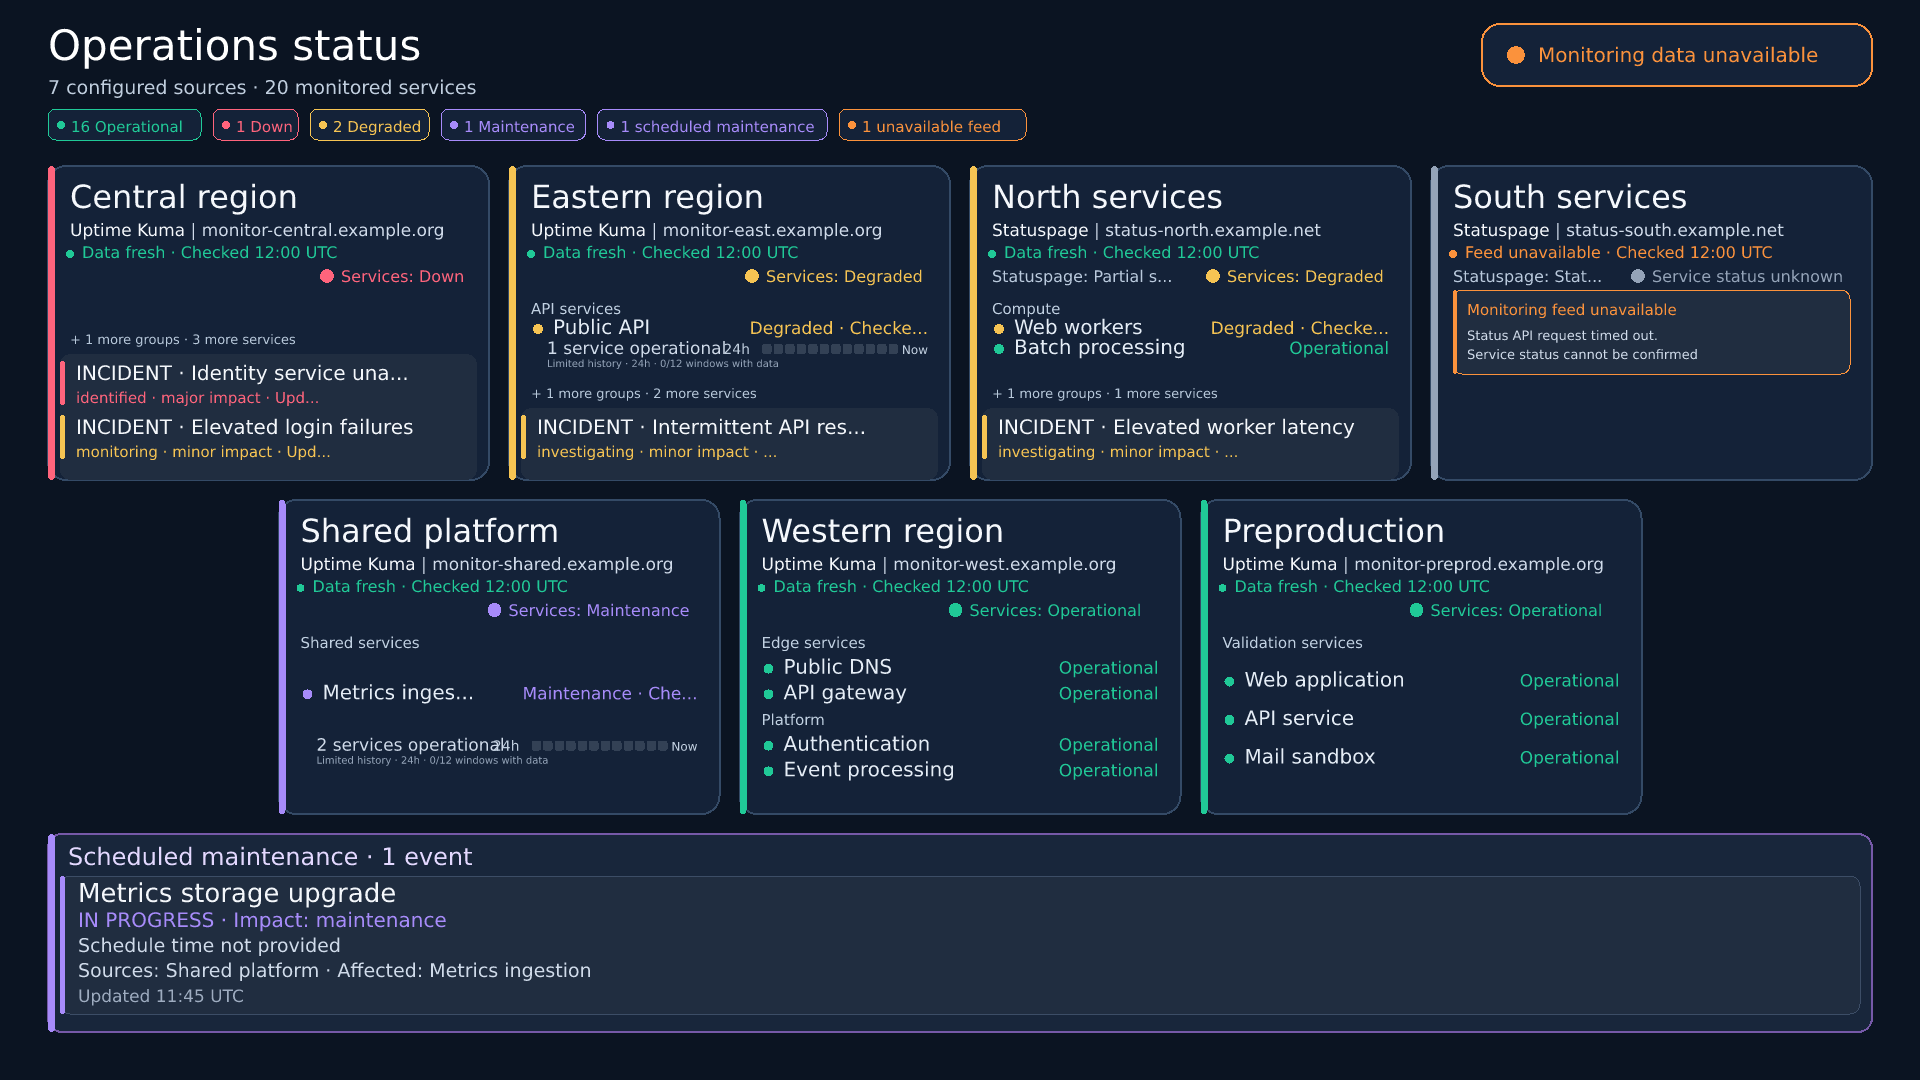 Operations status
Monitoring data unavailable
7 configured sources · 20 monitored services
16 Operational
1 Down
2 Degraded
1 Maintenance
1 scheduled maintenance
1 unavailable feed
Central region
Uptime Kuma | monitor-central.example.org
Data fresh · Checked 12:00 UTC
Services: Down
+ 1 more groups · 3 more services
INCIDENT · Identity service una...
identified · major impact · Upd...
INCIDENT · Elevated login failures
monitoring · minor impact · Upd...
Eastern region
Uptime Kuma | monitor-east.example.org
Data fresh · Checked 12:00 UTC
Services: Degraded
API services
Public API Degraded · Checke...
1 service operational 24h Now
Limited history · 24h · 0/12 windows with data
+ 1 more groups · 2 more services
INCIDENT · Intermittent API res...
investigating · minor impact · ...
North services
Statuspage | status-north.example.net
Data fresh · Checked 12:00 UTC
Statuspage: Partial s... Services: Degraded
Compute
Web workers Degraded · Checke...
Batch processing Operational
+ 1 more groups · 1 more services
INCIDENT · Elevated worker latency
investigating · minor impact · ...
South services
Statuspage | status-south.example.net
Feed unavailable · Checked 12:00 UTC
Statuspage: Stat... Service status unknown
Monitoring feed unavailable
Status API request timed out.
Service status cannot be confirmed
Shared platform
Uptime Kuma | monitor-shared.example.org
Data fresh · Checked 12:00 UTC
Services: Maintenance
Shared services
Metrics inges... Maintenance · Che...
2 services operational 24h Now
Limited history · 24h · 0/12 windows with data
Western region
Uptime Kuma | monitor-west.example.org
Data fresh · Checked 12:00 UTC
Services: Operational
Edge services
Public DNS Operational
API gateway Operational
Platform
Authentication Operational
Event processing Operational
Preproduction
Uptime Kuma | monitor-preprod.example.org
Data fresh · Checked 12:00 UTC
Services: Operational
Validation services
Web application Operational
API service Operational
Mail sandbox Operational
Scheduled maintenance · 1 event
Metrics storage upgrade
IN PROGRESS · Impact: maintenance
Schedule time not provided
Sources: Shared platform · Affected: Metrics ingestion
Updated 11:45 UTC